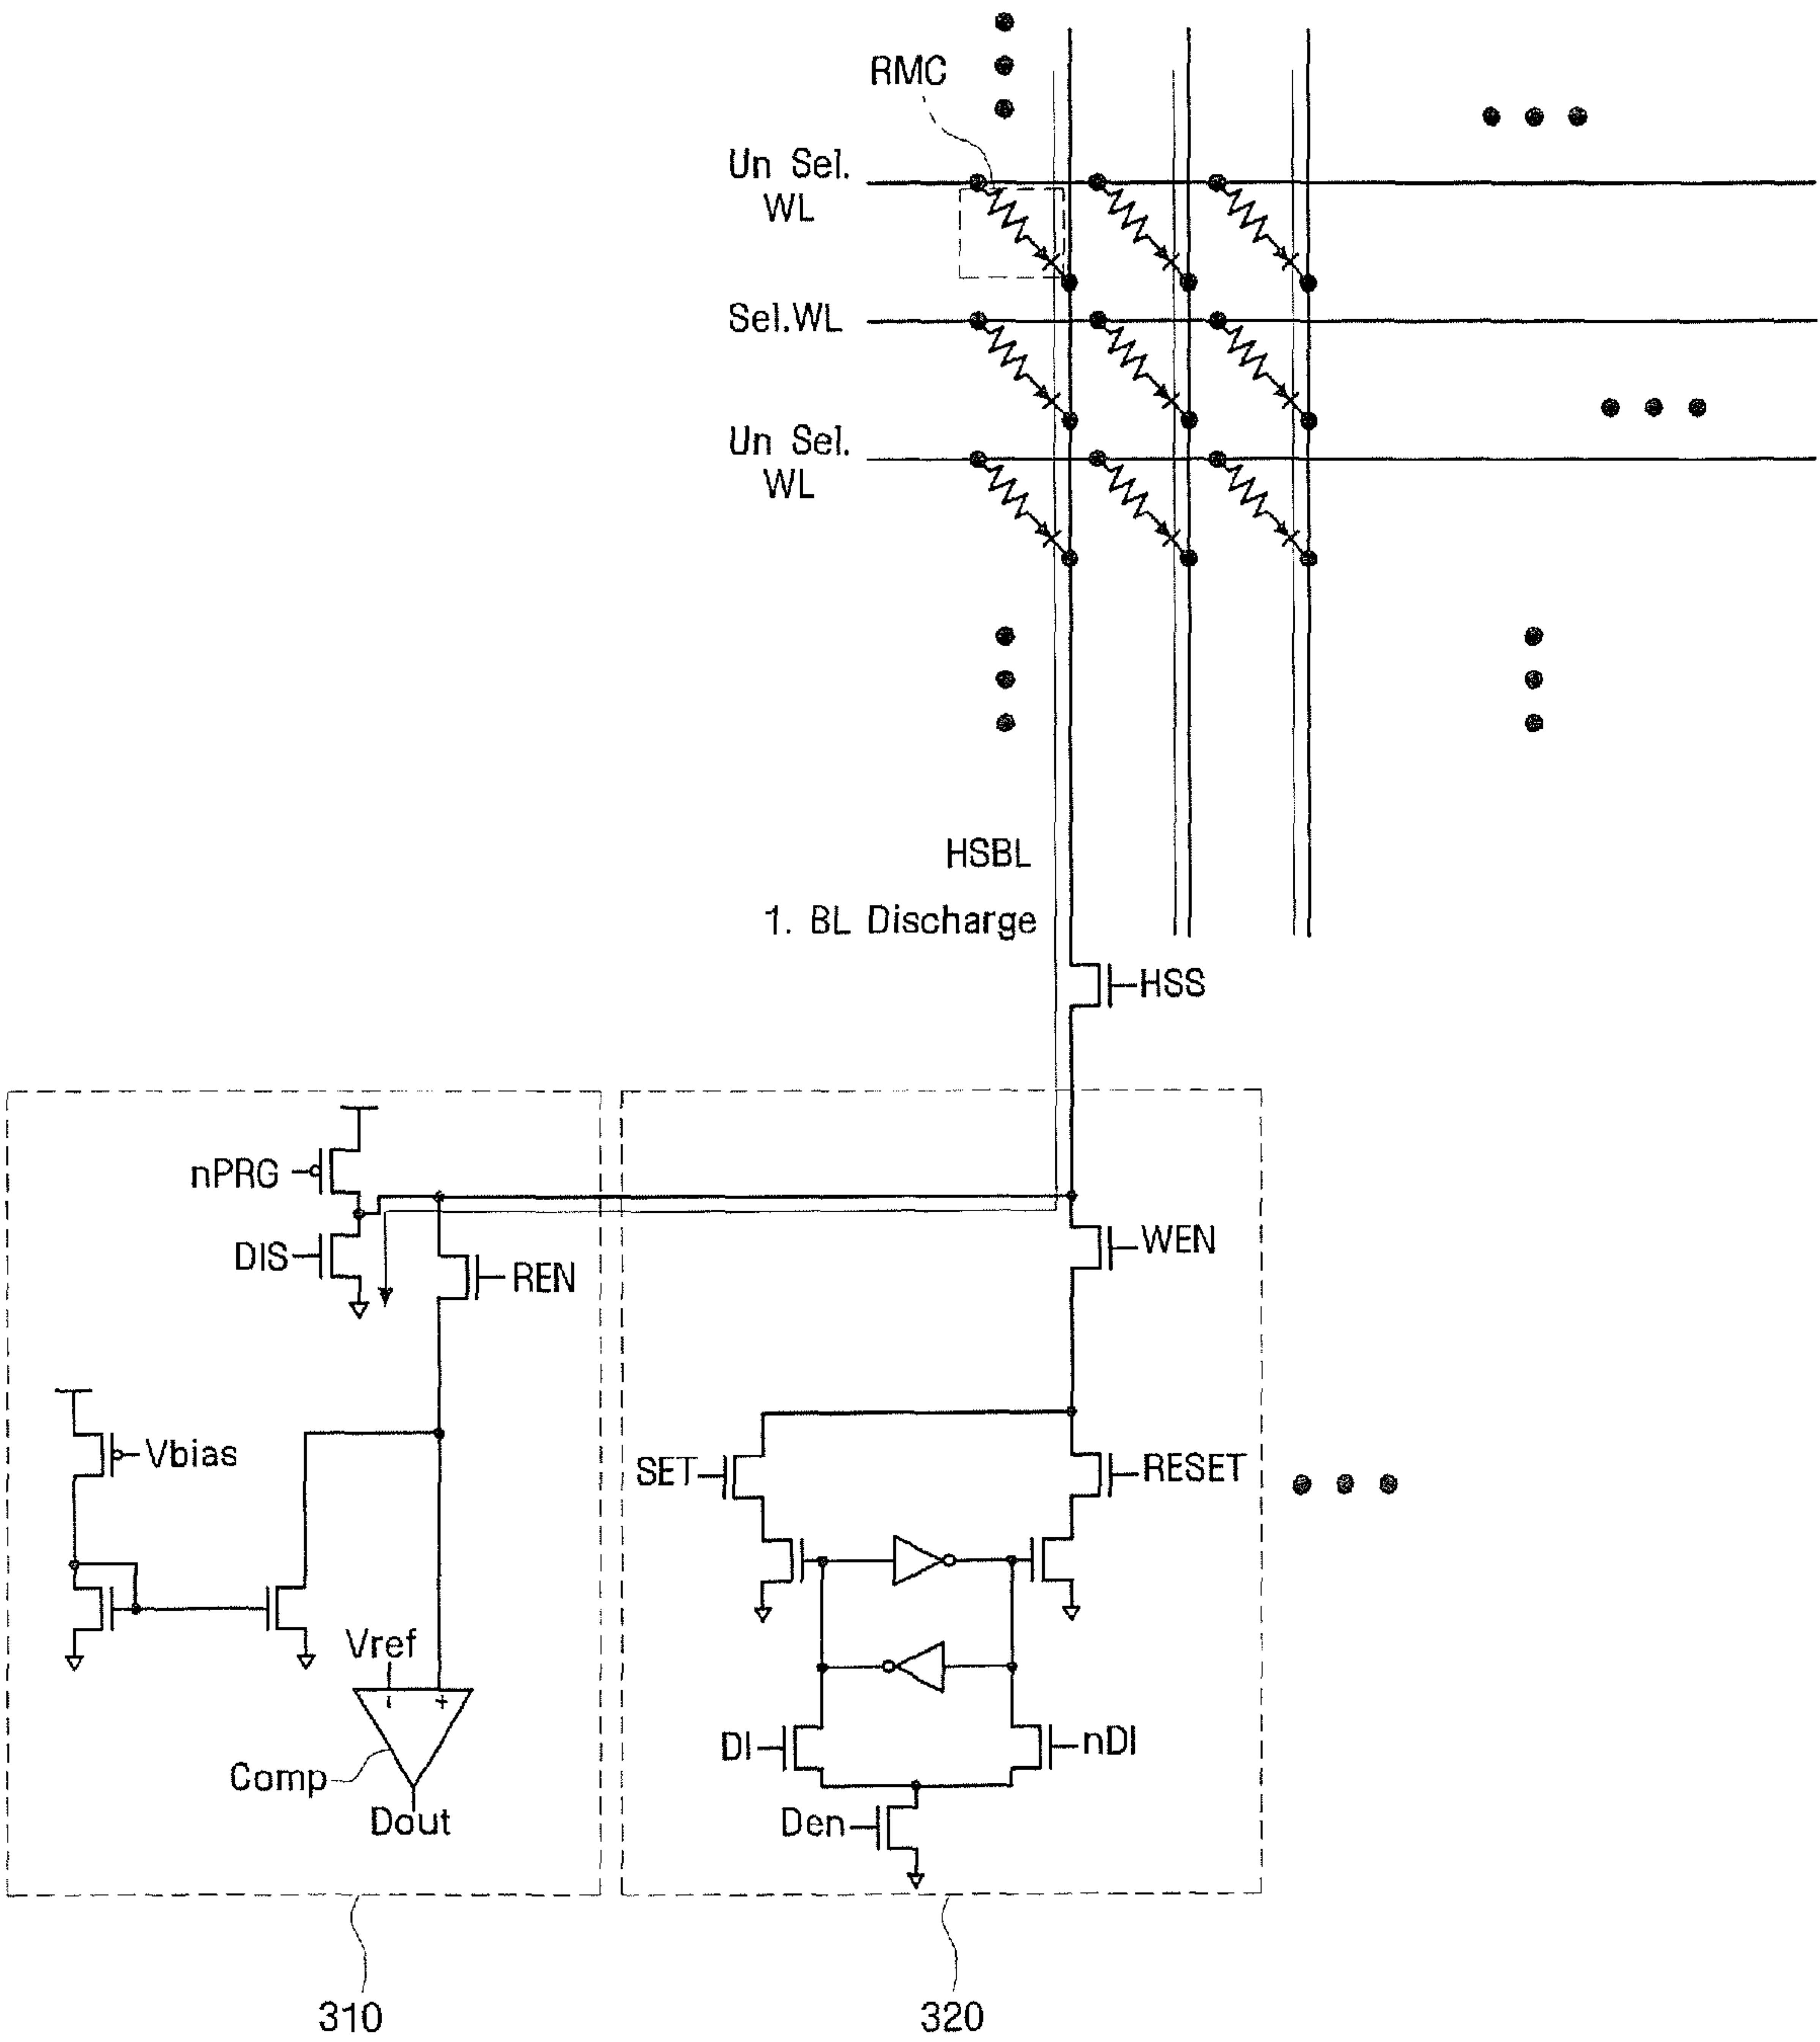 RMC
Un Sel.
WL
Sel.WL
Un Sel.
WL
HSBL
1. BL Discharge
HSS
nPRG
DIS
REN
WEN
Vbias
SET
RESET
Vref
- +
Comp
Dout
DI
nDI
Den
310
320